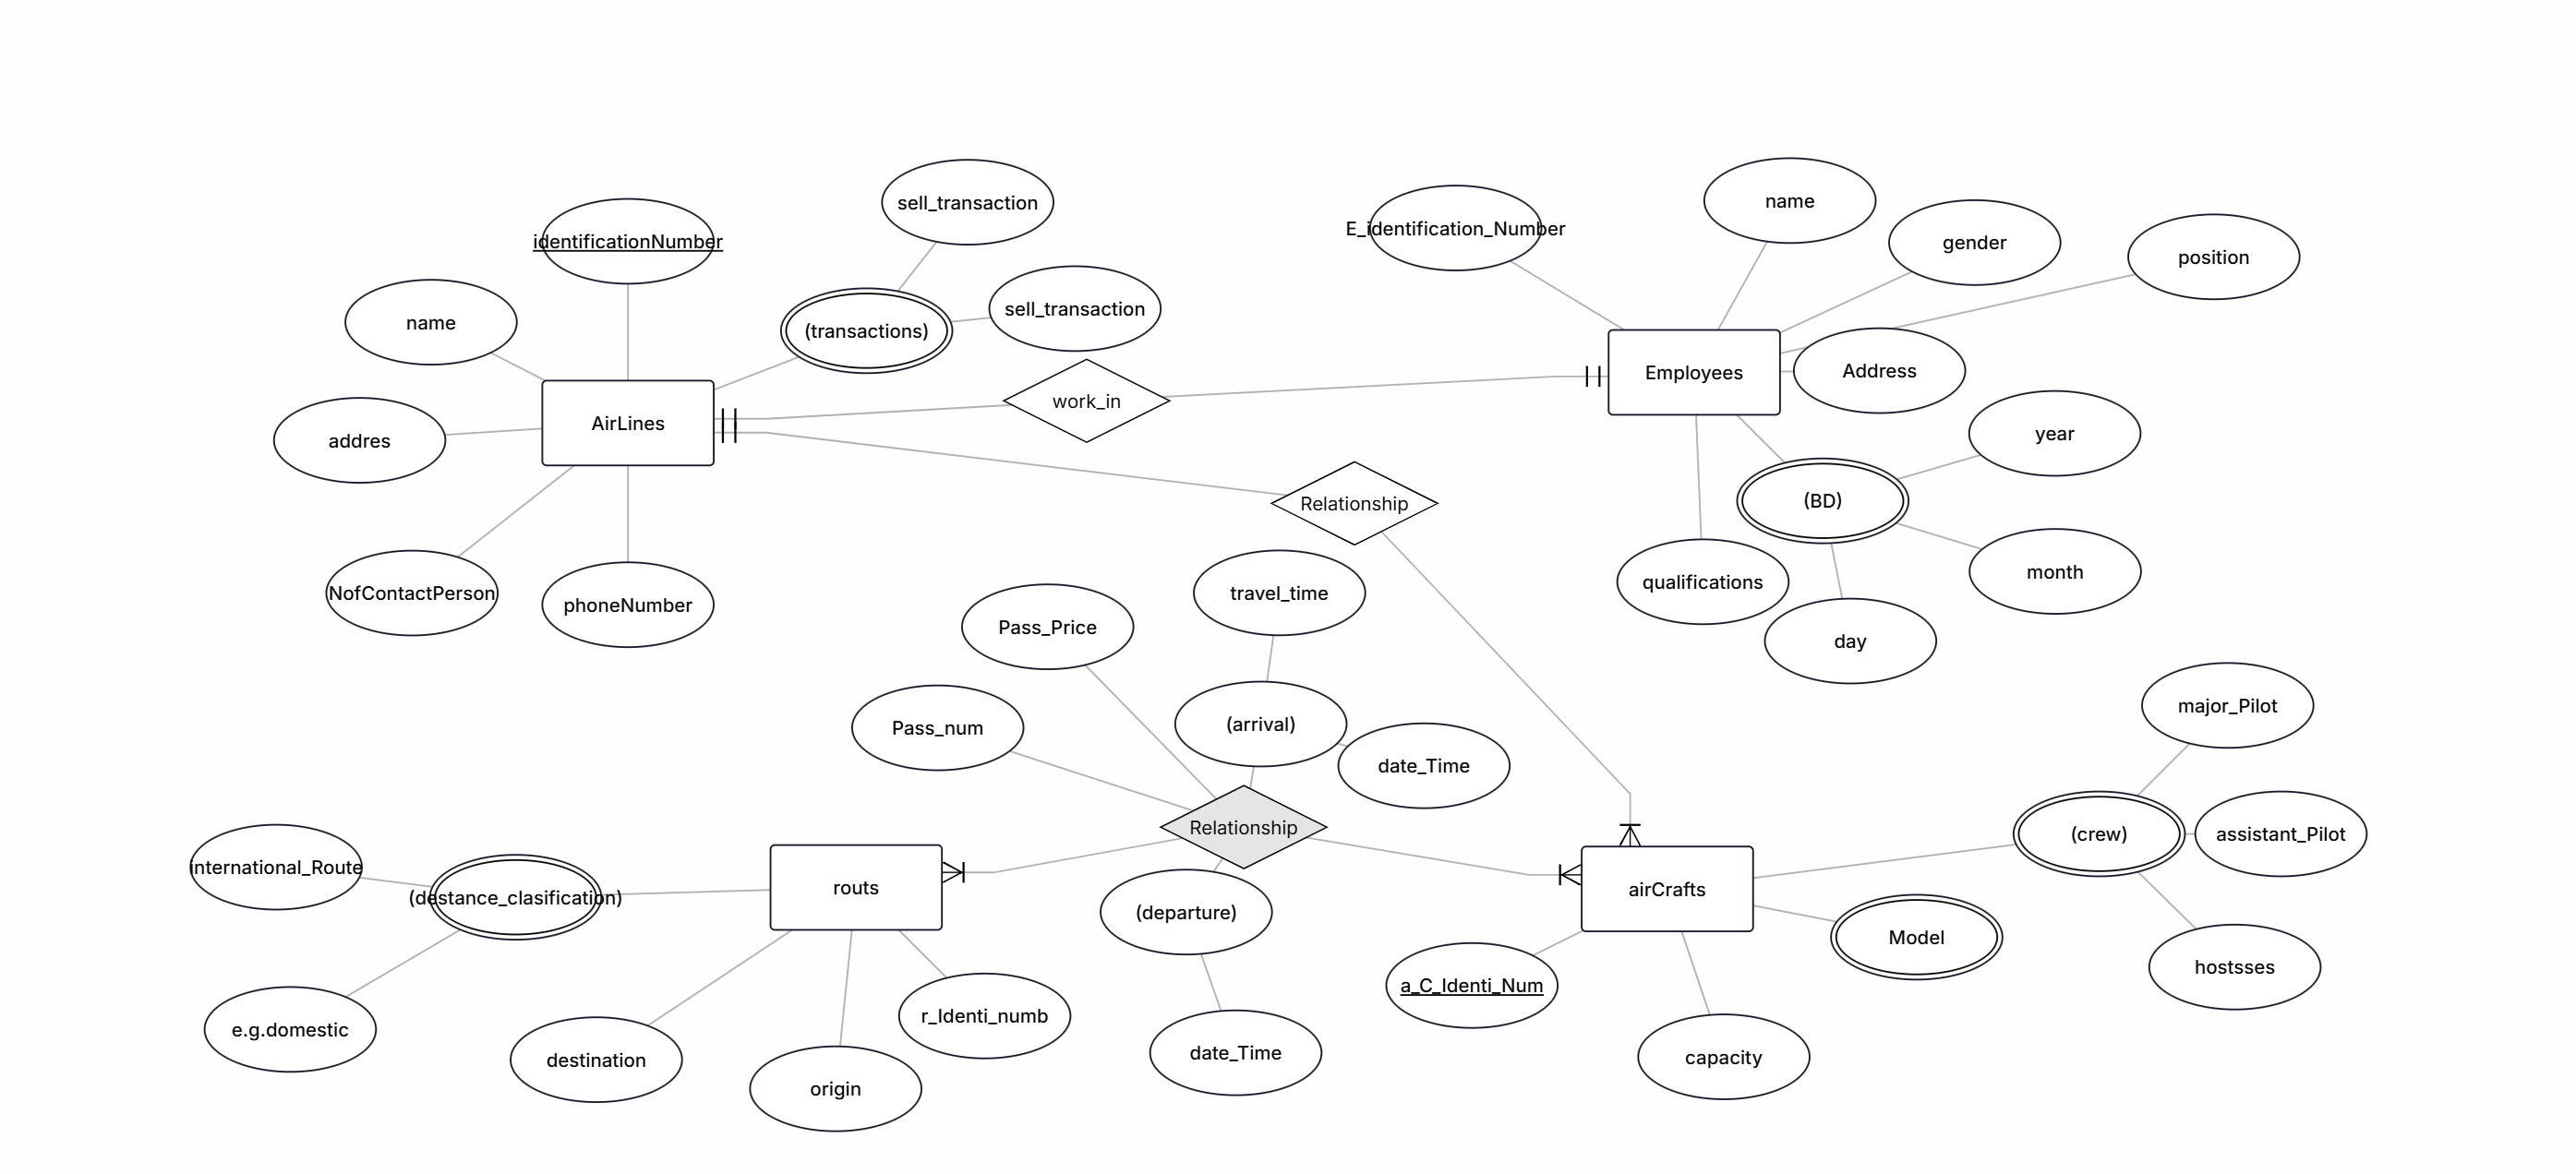 sell_transaction
identificationNumber
name
(transactions)
sell_transaction
AirLines
addres
work_in
NofContactPerson
phoneNumber
E_identification_Number
name
gender
position
Employees
Address
year
(BD)
month
qualifications
day
Relationship
travel_time
Pass_Price
Pass_num
(arrival)
date_Time
Relationship
major_Pilot
(crew)
assistant_Pilot
hostsses
airCrafts
Model
a_C_Identi_Num
capacity
international_Route
(destance_clasification)
routs
e.g.domestic
destination
origin
r_Identi_numb
(departure)
date_Time